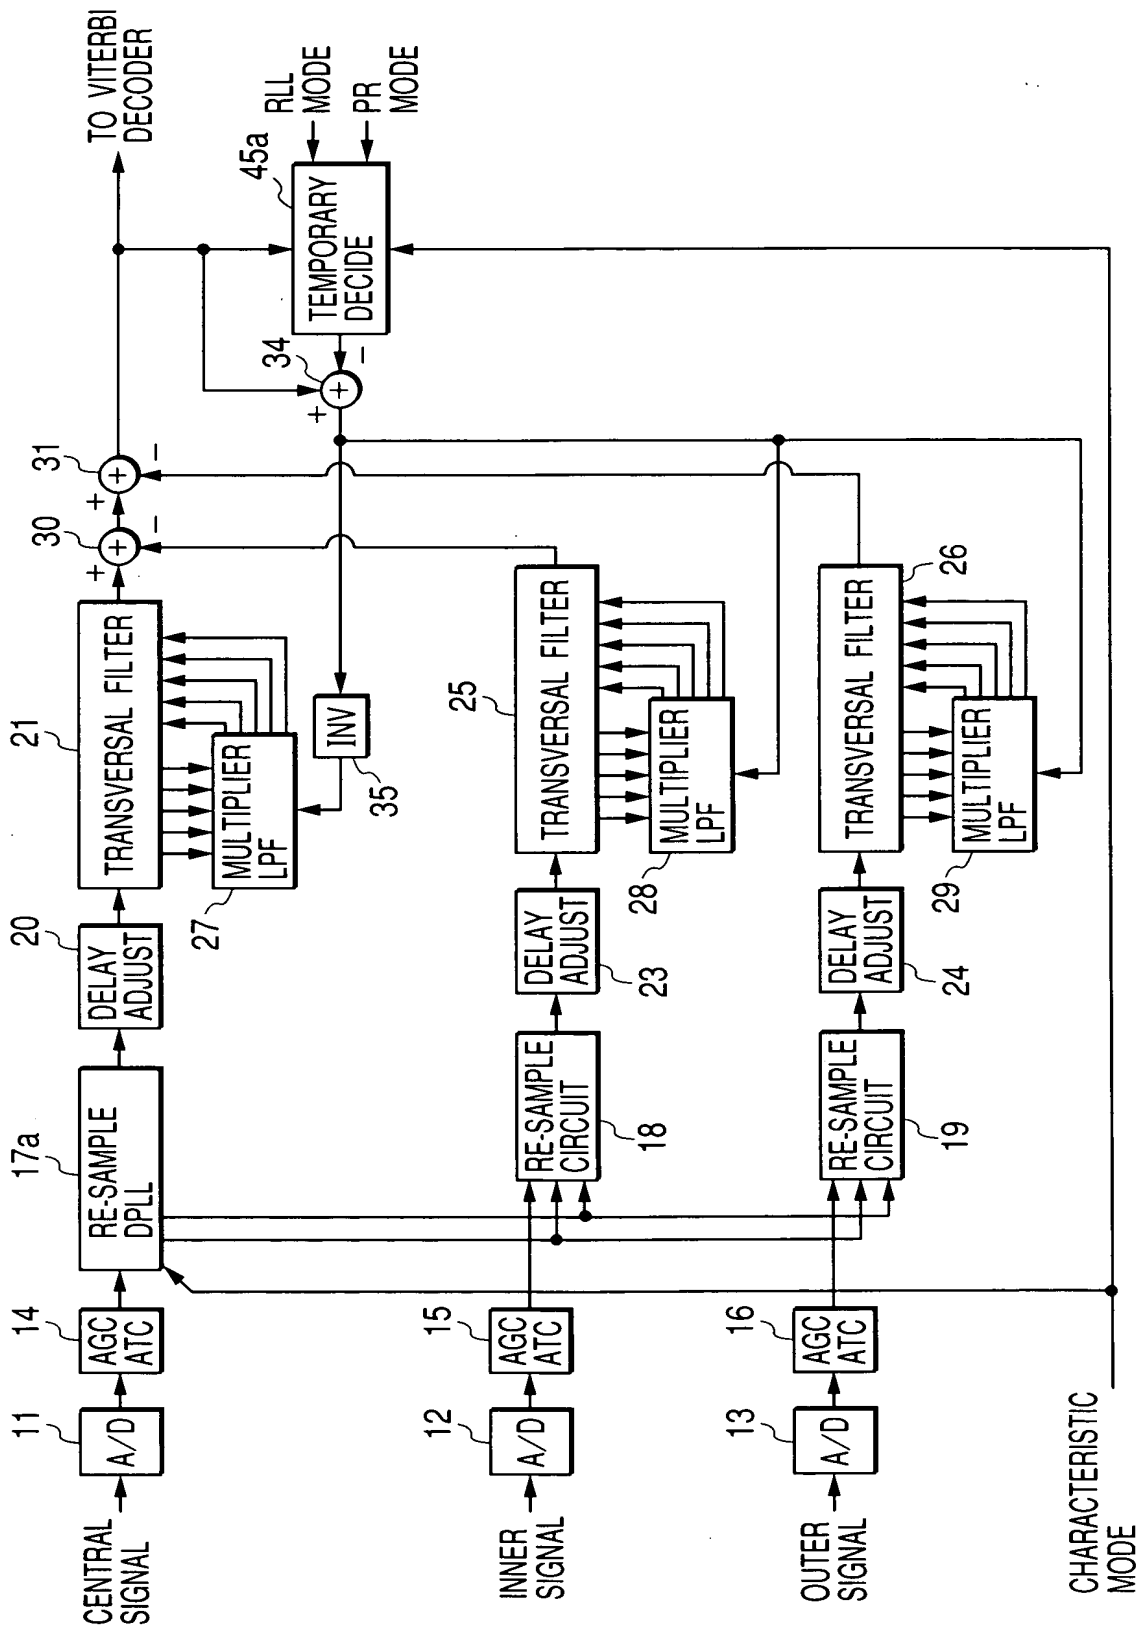 CENTRAL
SIGNAL
11
A/D
14
AGC
ATC
17a
RE-SAMPLE
DPLL
20
DELAY
ADJUST
21
TRANSVERSAL FILTER
27
MULTIPLIER
LPF
30
+
+
−
31
+
+
−
TO VITERBI
DECODER
INV
35
34
+
+
−
45a
TEMPORARY
DECIDE
RLL
MODE
PR
MODE
INNER
SIGNAL
12
A/D
15
AGC
ATC
RE-SAMPLE
CIRCUIT
18
DELAY
ADJUST
23
25
TRANSVERSAL FILTER
MULTIPLIER
LPF
28
OUTER
SIGNAL
13
A/D
16
AGC
ATC
RE-SAMPLE
CIRCUIT
19
DELAY
ADJUST
24
TRANSVERSAL FILTER
26
MULTIPLIER
LPF
29
CHARACTERISTIC
MODE